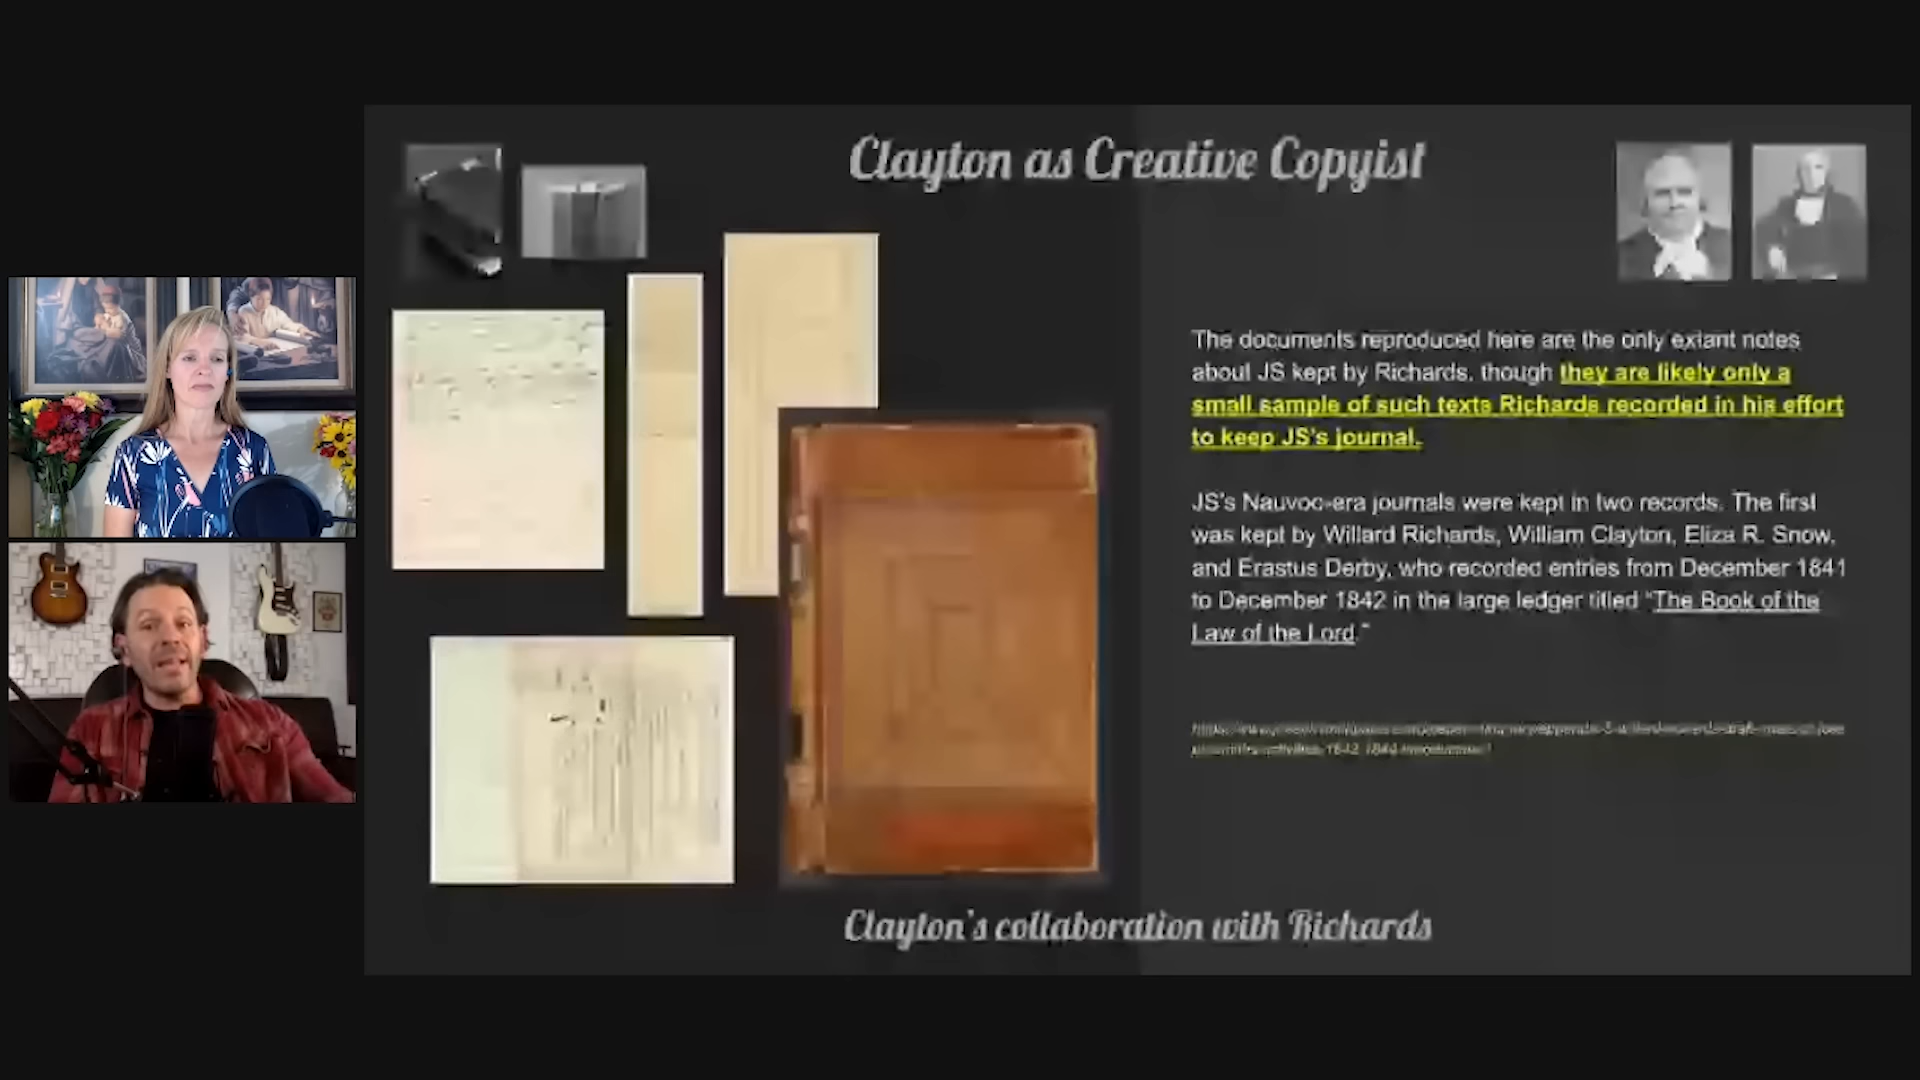 Clayton as Creative Copyist
The documents reproduced here are the only extant notes
about JS kept by Richards, though they are likely only a
small sample of such texts Richards recorded in his effort
to keep JS's journal.
JS's Nauvoo-era journals were kept in two records. The first
was kept by Willard Richards, William Clayton, Eliza R. Snow,
and Erastus Derby, who recorded entries from December 1841
to December 1842 in the large ledger titled "The Book of the
Law of the Lord."
Clayton's collaboration with Richards